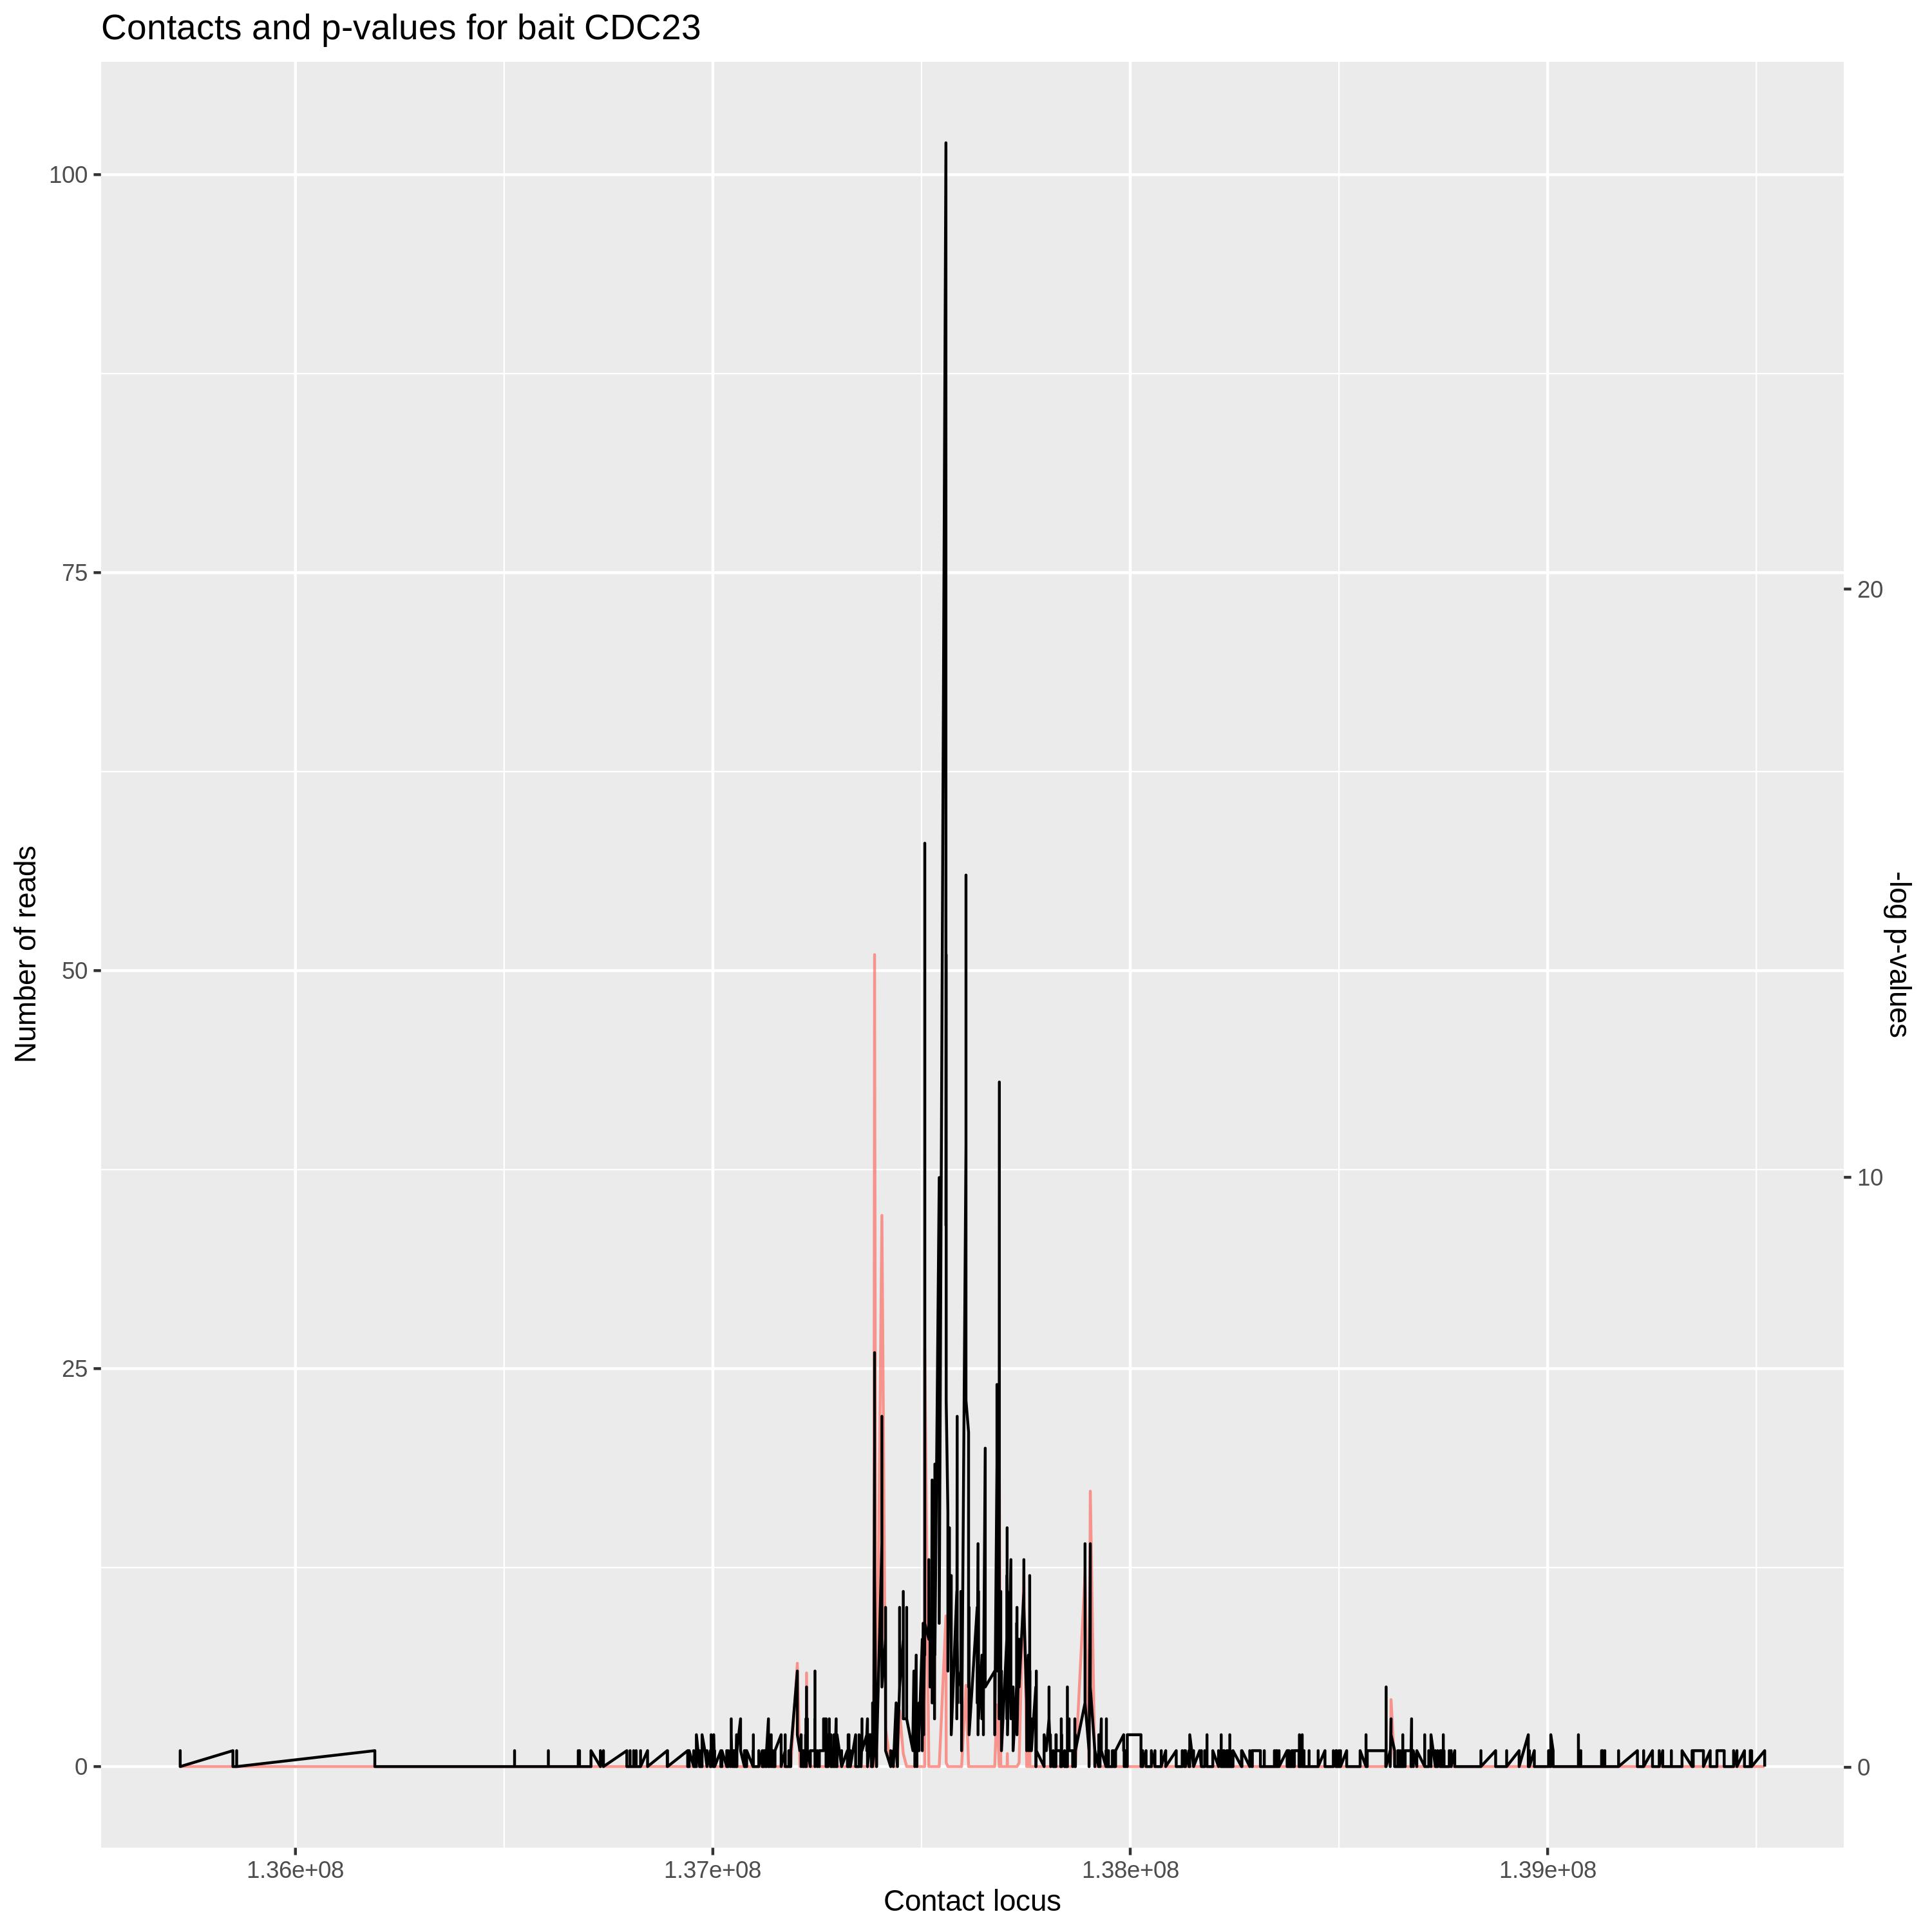 Contacts and p-values for bait CDC23
100
75
50
25
0
20
10
0
Number of reads
-log p-values
1.36e+08
1.37e+08
1.38e+08
1.39e+08
Contact locus